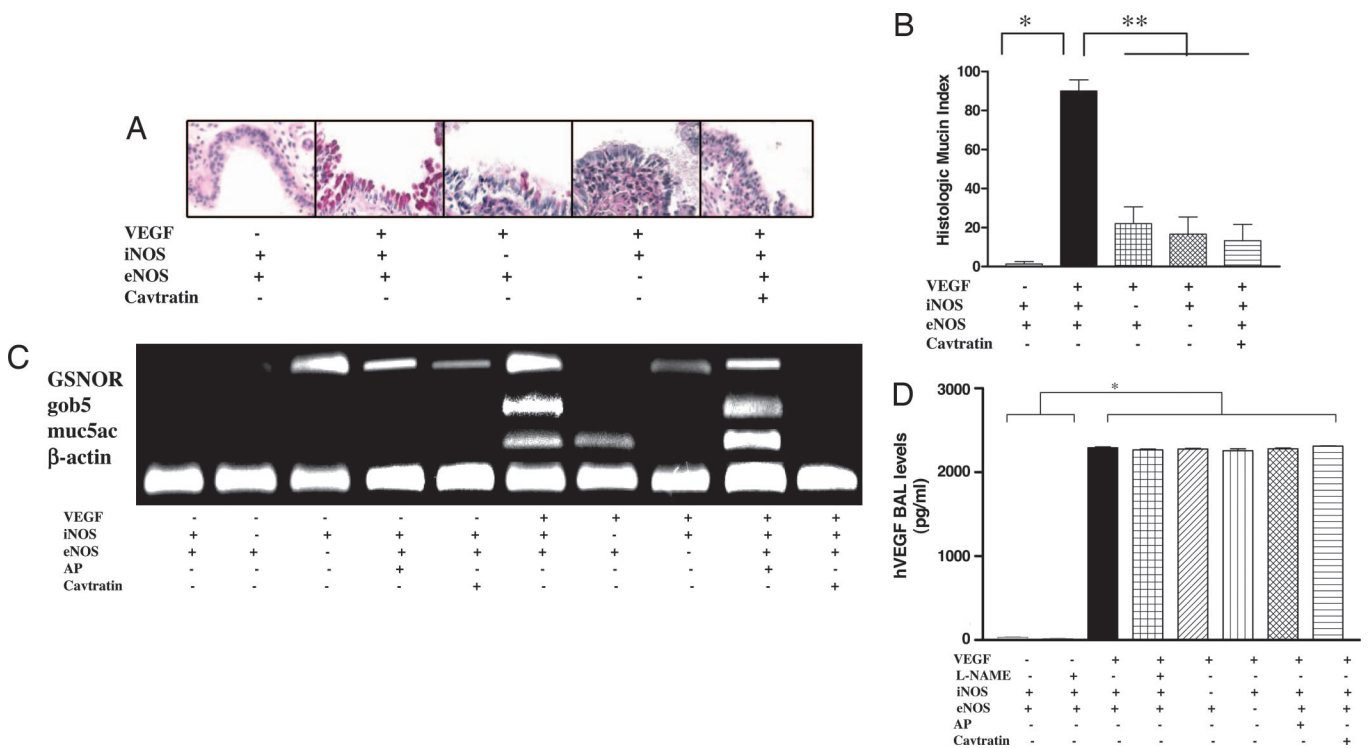 A
VEGF - + + + +
iNOS + + - + +
eNOS + + + - +
Cavtratin - - - - +
B
* **
Histologic Mucin Index
100
80
60
40
20
0
VEGF - + + + +
iNOS + + - + +
eNOS + + + - +
Cavtratin - - - - +
C
GSNOR
gob5
muc5ac
β-actin
VEGF - - - - - + + + + +
iNOS + - + + + + - + + +
eNOS + + - + + + + - + +
AP - - - + - - - - + -
Cavtratin - - - - + - - - - +
D
*
hVEGF BAL levels
(pg/ml)
3000
2000
1000
0
VEGF - - + + + + + +
L-NAME - + - + - - - -
iNOS + + + + - + + +
eNOS + + + + + - + +
AP - - - - - - + -
Cavtratin - - - - - - - +